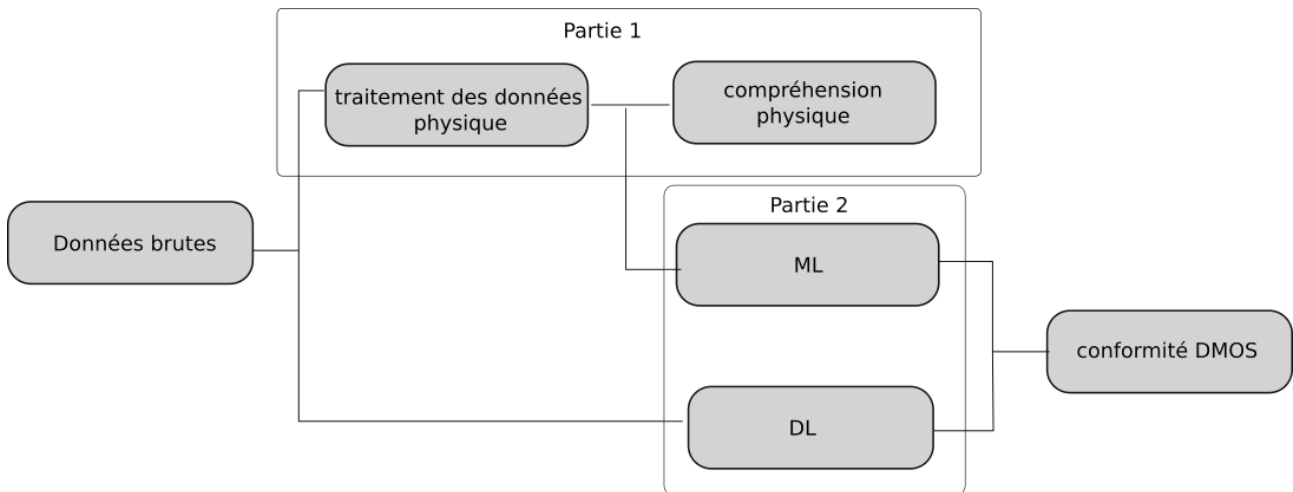 Partie 1
traitement des données
physique
compréhension
physique
Données brutes
Partie 2
ML
conformité DMOS
DL